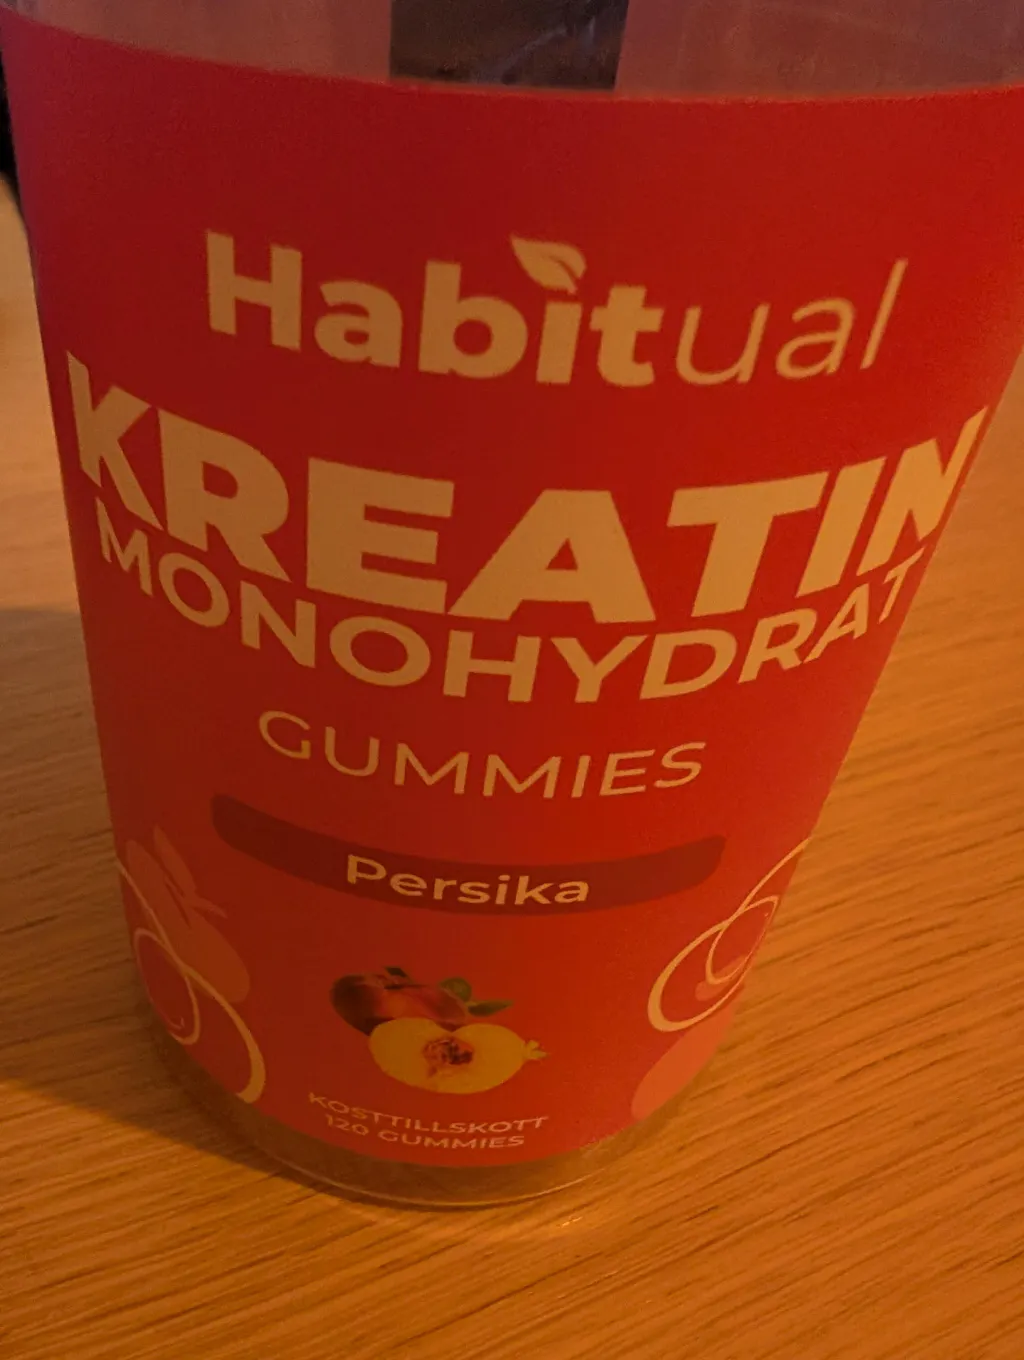 Habitual
KREATIN
MONOHYDRAT
GUMMIES
Persika
KOSTTILLSKOTT
120 GUMMIES